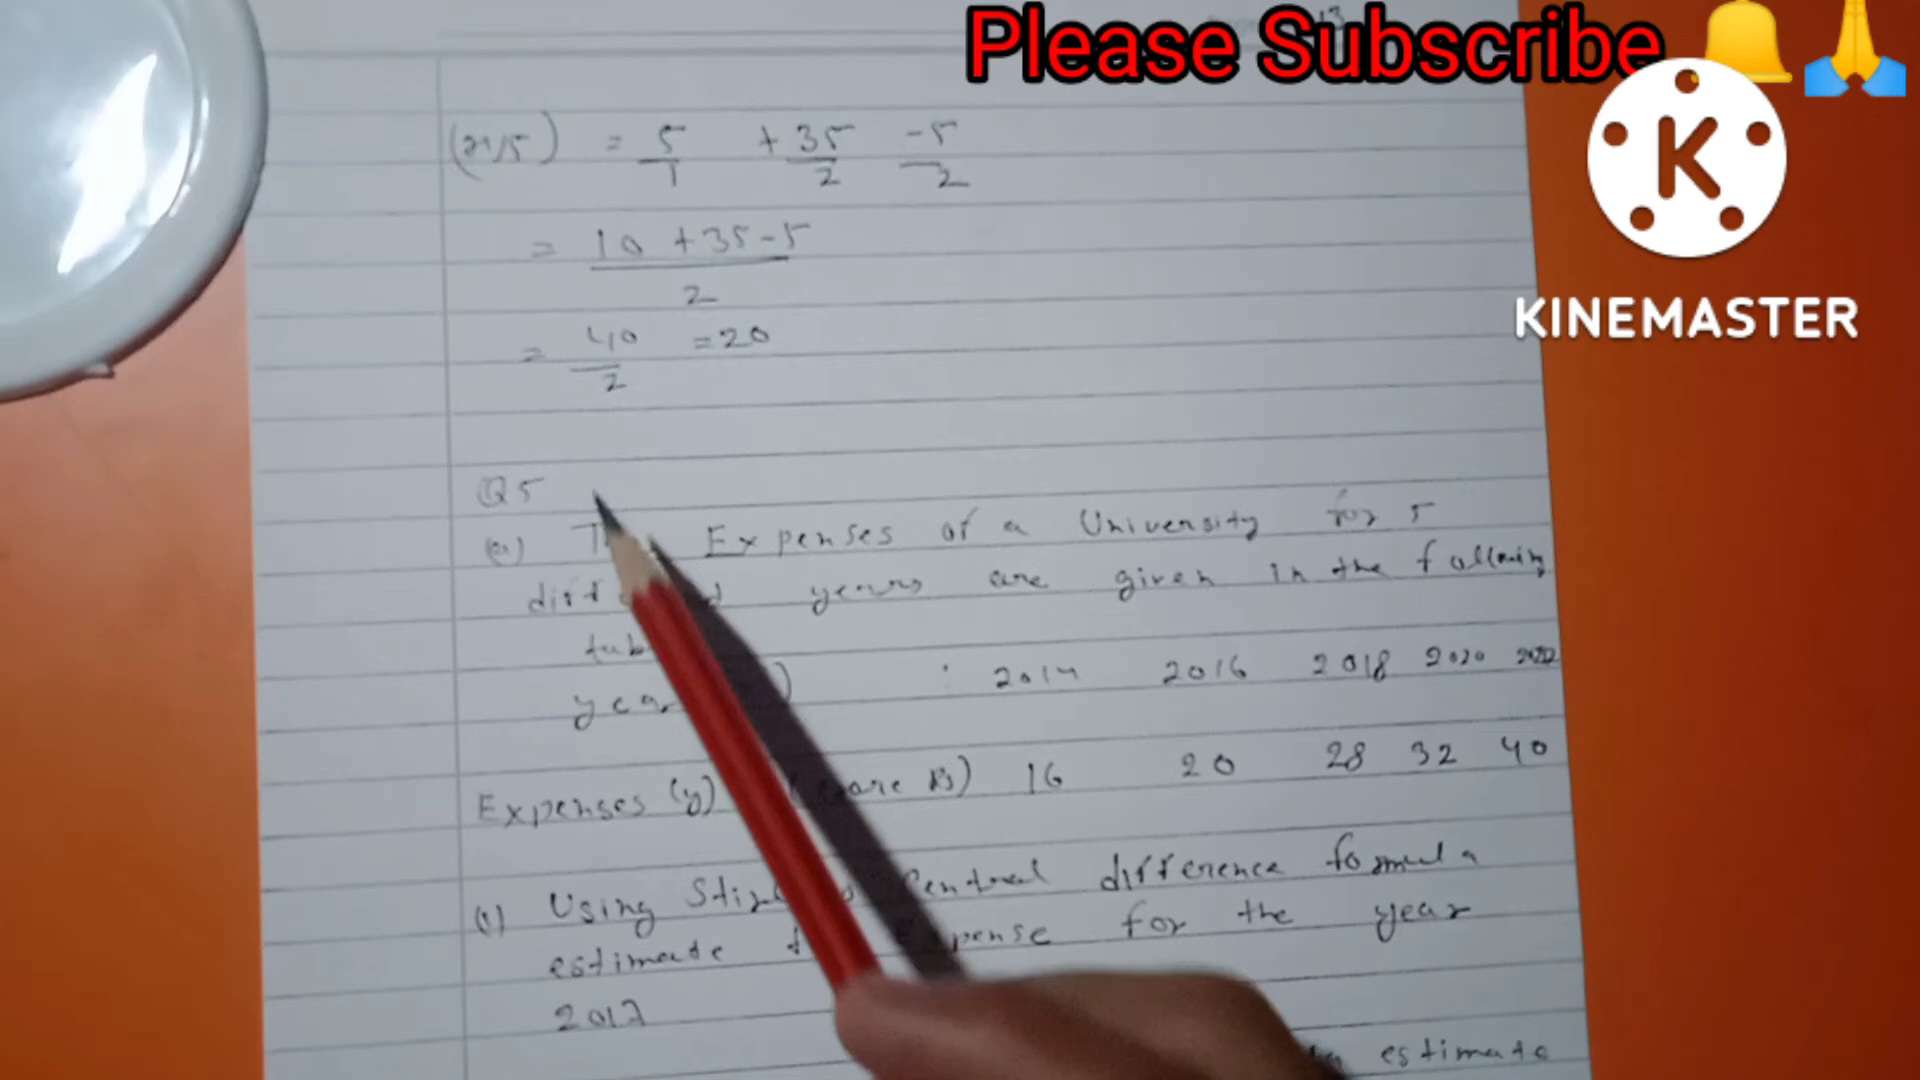 Please Subscribe 🔔🙏
K
KINEMASTER
= 5/1 + 35/2 -5/2
= 10 + 35 - 5 / 2
= 40/2 = 20
Q5
(a) Expenses of a University for 5
years are given in the following
: 2014 2016 2018 2020 2022
Expenses (y) Rs) 16 20 28 32 40
(1) Using Central difference formula
estimate for the year
2017
estimate